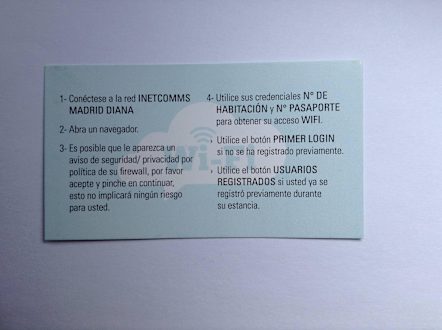 1- Conéctese a la red INETCOMMS
MADRID DIANA
2- Abra un navegador.
3- Es posible que le aparezca un
aviso de seguridad/ privacidad por
política de su firewall, por favor
acepte y pinche en continuar,
esto no implicará ningún riesgo
para usted.
4- Utilice sus credenciales N° DE
HABITACIÓN y N° PASAPORTE
para obtener su acceso WIFI.
› Utilice el botón PRIMER LOGIN
si no se ha registrado previamente.
› Utilice el botón USUARIOS
REGISTRADOS si usted ya se
registró previamente durante
su estancia.
Wi-Fi